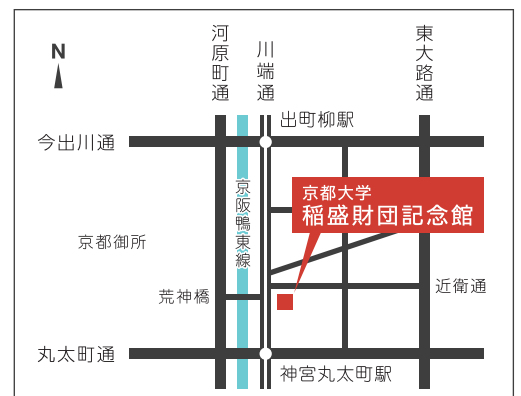 河原町通
川端通
東大路通
N
出町柳駅
今出川通
京都大学
稲盛財団記念館
京阪鴨東線
京都御所
荒神橋
近衛通
丸太町通
神宮丸太町駅